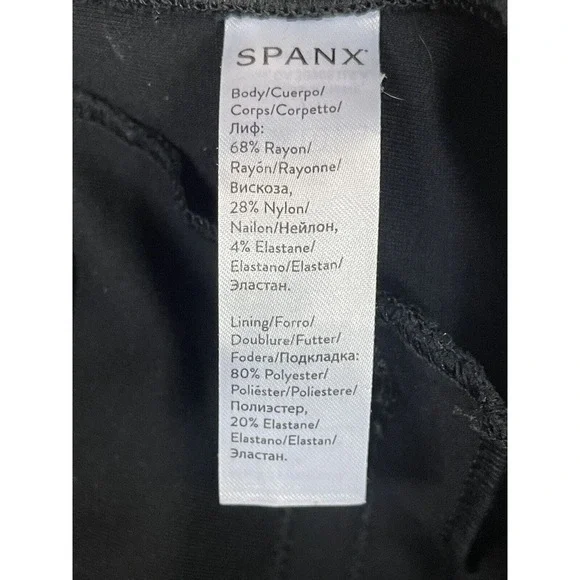 SPANX
Body/Cuerpo/
Corps/Corpetto/
Лиф:
68% Rayon/
Rayón/Rayonne/
Вискоза,
28% Nylon/
Nailon/Нейлон,
4% Elastane/
Elastano/Elastan/
Эластан.
Lining/Forro/
Doublure/Futter/
Fodera/Подкладка:
80% Polyester/
Poliéster/Poliestere/
Полиэстер,
20% Elastane/
Elastano/Elastan/
Эластан.